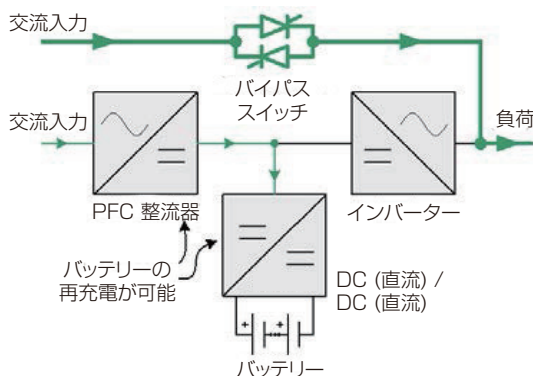 交流入力
バイパス
スイッチ
交流入力
負荷
PFC 整流器
インバーター
バッテリーの
再充電が可能
DC (直流) /
DC (直流)
バッテリー